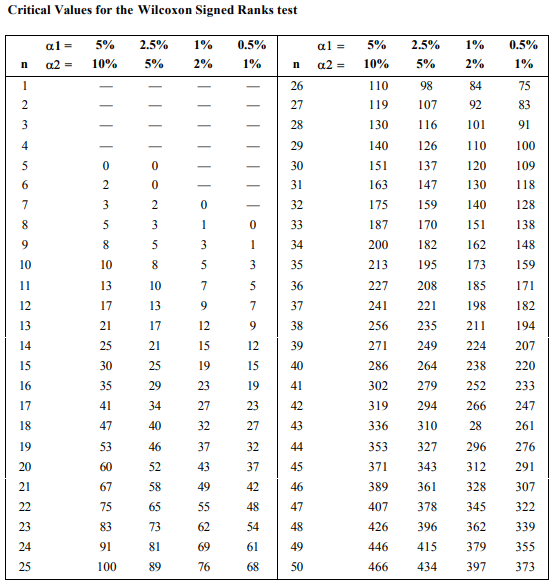 Critical Values for the Wilcoxon Signed Ranks test
α1 = 5% 2.5% 1% 0.5% α1 = 5% 2.5% 1% 0.5%
n α2 = 10% 5% 2% 1% n α2 = 10% 5% 2% 1%
1 — — — — 26 110 98 84 75
2 — — — — 27 119 107 92 83
3 — — — — 28 130 116 101 91
4 — — — — 29 140 126 110 100
5 0 0 — — 30 151 137 120 109
6 2 0 — — 31 163 147 130 118
7 3 2 0 — 32 175 159 140 128
8 5 3 1 0 33 187 170 151 138
9 8 5 3 1 34 200 182 162 148
10 10 8 5 3 35 213 195 173 159
11 13 10 7 5 36 227 208 185 171
12 17 13 9 7 37 241 221 198 182
13 21 17 12 9 38 256 235 211 194
14 25 21 15 12 39 271 249 224 207
15 30 25 19 15 40 286 264 238 220
16 35 29 23 19 41 302 279 252 233
17 41 34 27 23 42 319 294 266 247
18 47 40 32 27 43 336 310 28 261
19 53 46 37 32 44 353 327 296 276
20 60 52 43 37 45 371 343 312 291
21 67 58 49 42 46 389 361 328 307
22 75 65 55 48 47 407 378 345 322
23 83 73 62 54 48 426 396 362 339
24 91 81 69 61 49 446 415 379 355
25 100 89 76 68 50 466 434 397 373